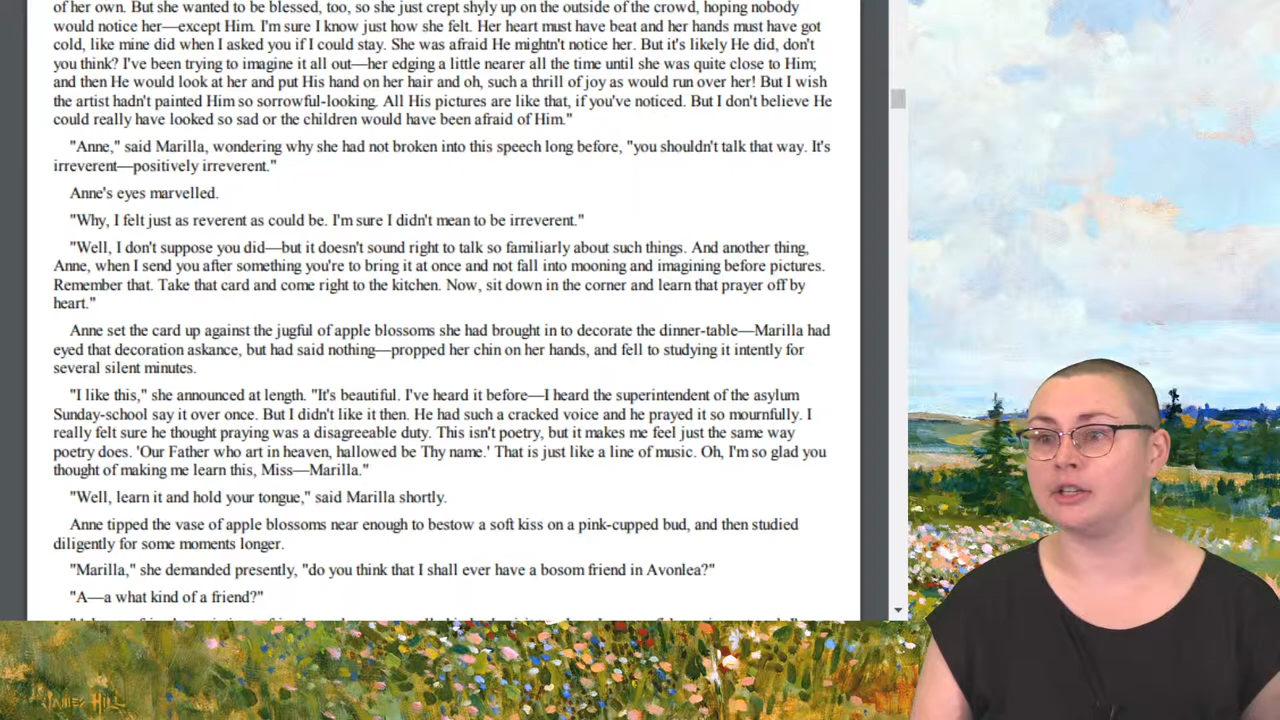 of her own. But she wanted to be blessed, too, so she just crept shyly up on the outside of the crowd, hoping nobody
would notice her—except Him. I'm sure I know just how she felt. Her heart must have beat and her hands must have got
cold, like mine did when I asked you if I could stay. She was afraid He mightn't notice her. But it's likely He did, don't
you think? I've been trying to imagine it all out—her edging a little nearer all the time until she was quite close to Him;
and then He would look at her and put His hand on her hair and oh, such a thrill of joy as would run over her! But I wish
the artist hadn't painted Him so sorrowful-looking. All His pictures are like that, if you've noticed. But I don't believe He
could really have looked so sad or the children would have been afraid of Him."
"Anne," said Marilla, wondering why she had not broken into this speech long before, "you shouldn't talk that way. It's
irreverent—positively irreverent."
Anne's eyes marvelled.
"Why, I felt just as reverent as could be. I'm sure I didn't mean to be irreverent."
"Well, I don't suppose you did—but it doesn't sound right to talk so familiarly about such things. And another thing,
Anne, when I send you after something you're to bring it at once and not fall into mooning and imagining before pictures.
Remember that. Take that card and come right to the kitchen. Now, sit down in the corner and learn that prayer off by
heart."
Anne set the card up against the jugful of apple blossoms she had brought in to decorate the dinner-table—Marilla had
eyed that decoration askance, but had said nothing—propped her chin on her hands, and fell to studying it intently for
several silent minutes.
"I like this," she announced at length. "It's beautiful. I've heard it before—I heard the superintendent of the asylum
Sunday-school say it over once. But I didn't like it then. He had such a cracked voice and he prayed it so mournfully. I
really felt sure he thought praying was a disagreeable duty. This isn't poetry, but it makes me feel just the same way
poetry does. 'Our Father who art in heaven, hallowed be Thy name.' That is just like a line of music. Oh, I'm so glad you
thought of making me learn this, Miss—Marilla."
"Well, learn it and hold your tongue," said Marilla shortly.
Anne tipped the vase of apple blossoms near enough to bestow a soft kiss on a pink-cupped bud, and then studied
diligently for some moments longer.
"Marilla," she demanded presently, "do you think that I shall ever have a bosom friend in Avonlea?"
"A—a what kind of a friend?"
JAMES HILL